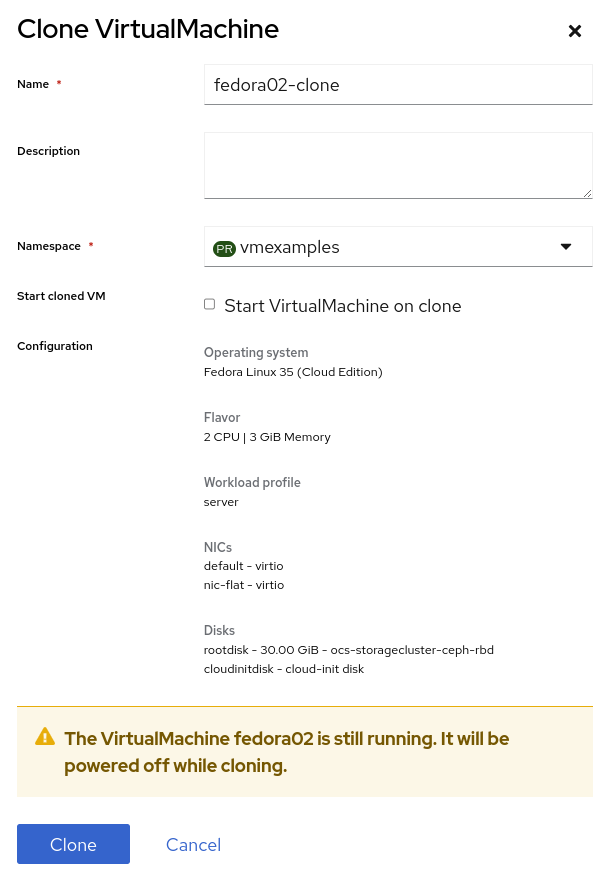 Clone VirtualMachine
Name *
fedora02-clone
Description
Namespace *
PR vmexamples
Start cloned VM
Start VirtualMachine on clone
Configuration
Operating system
Fedora Linux 35 (Cloud Edition)
Flavor
2 CPU | 3 GiB Memory
Workload profile
server
NICs
default - virtio
nic-flat - virtio
Disks
rootdisk - 30.00 GiB - ocs-storagecluster-ceph-rbd
cloudinitdisk - cloud-init disk
The VirtualMachine fedora02 is still running. It will be
powered off while cloning.
Clone Cancel